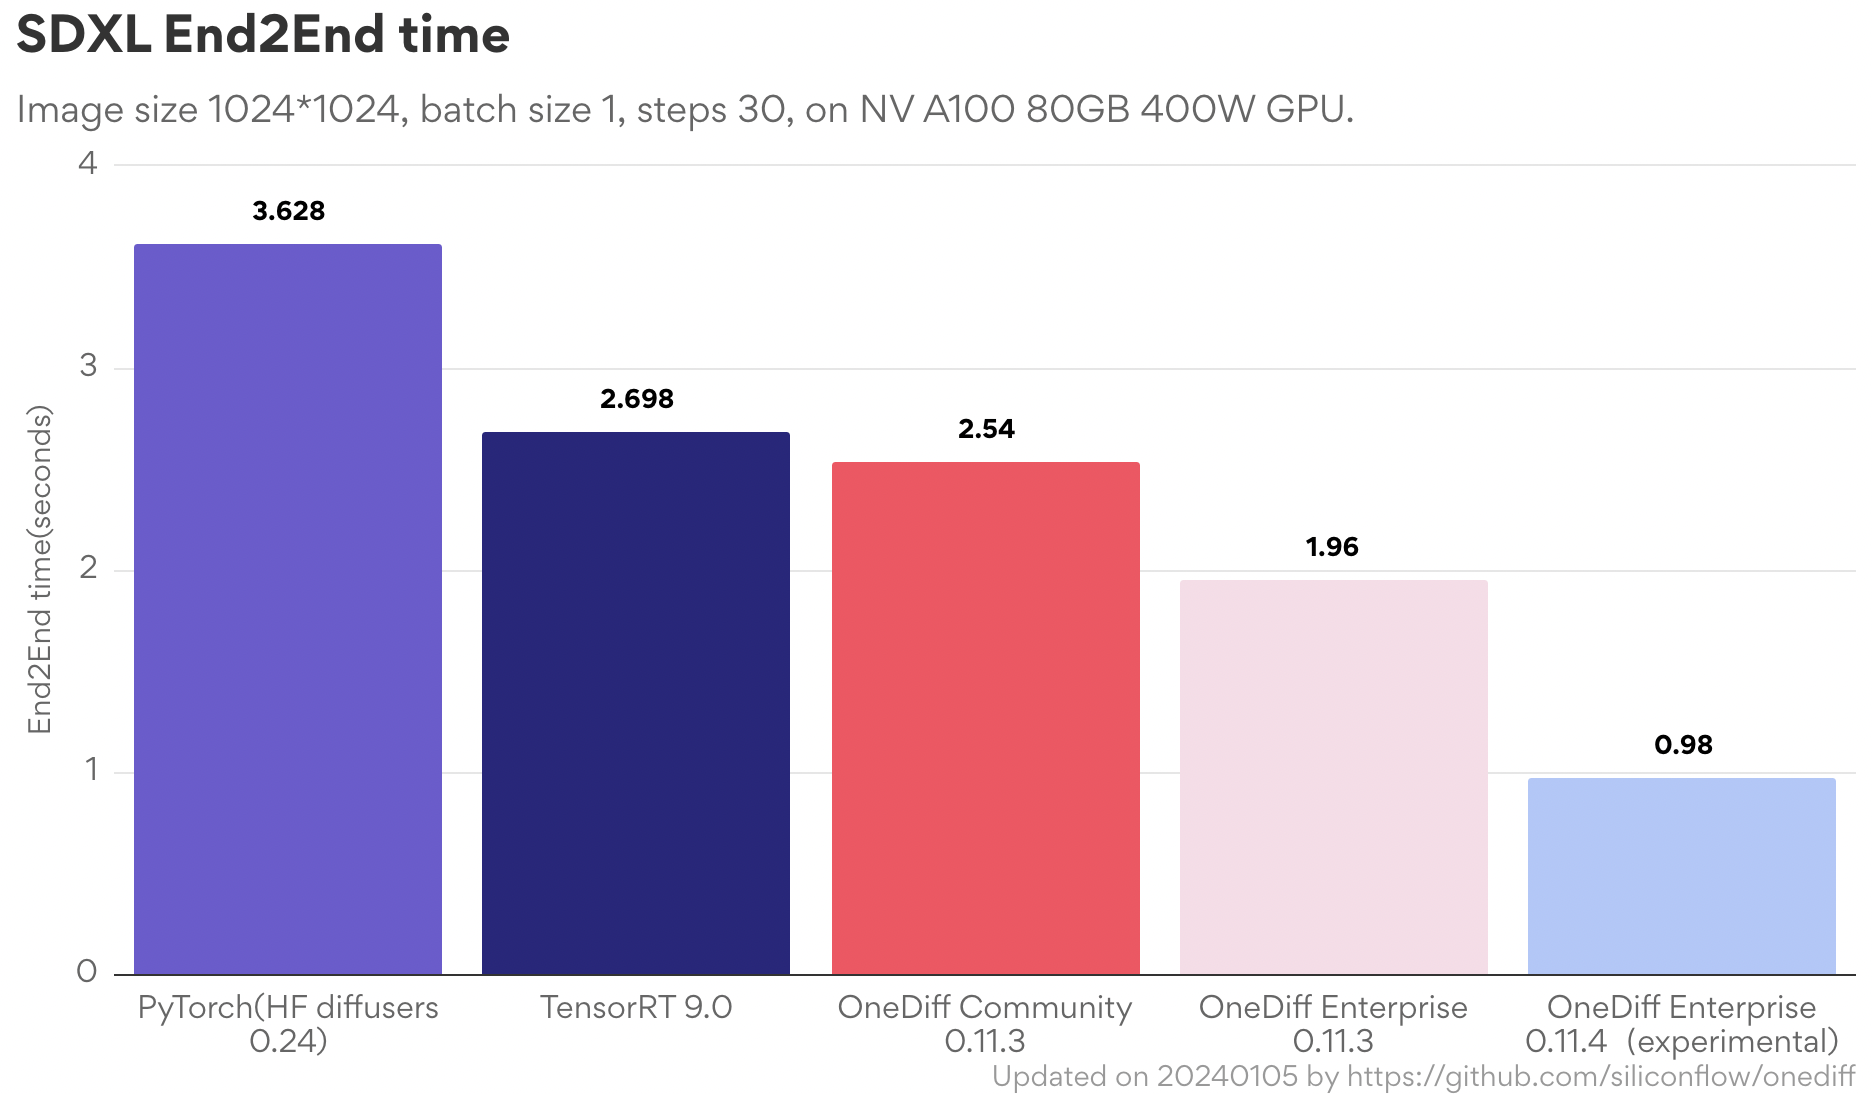 SDXL End2End time
Image size 1024*1024, batch size 1, steps 30, on NV A100 80GB 400W GPU.
End2End time(seconds)
4
3
2
1
0
3.628
2.698
2.54
1.96
0.98
PyTorch(HF diffusers
0.24)
TensorRT 9.0
OneDiff Community
0.11.3
OneDiff Enterprise
0.11.3
OneDiff Enterprise
0.11.4 (experimental)
Updated on 20240105 by https://github.com/siliconflow/onediff